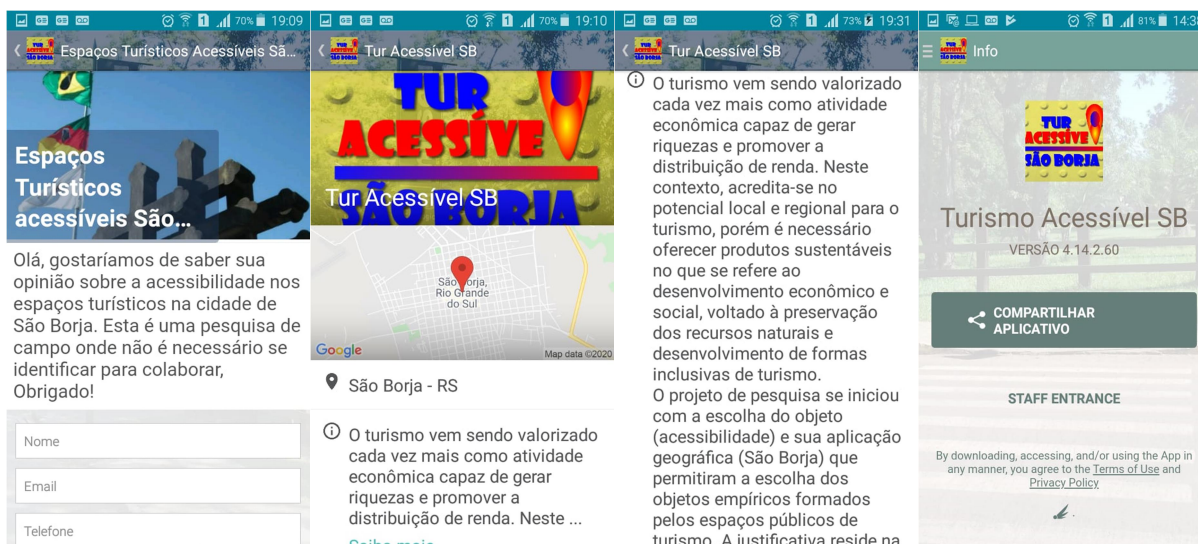 70% 19:09
Espaços Turísticos Acessíveis Sã...
Espaços
Turísticos
acessíveis São...
Olá, gostaríamos de saber sua
opinião sobre a acessibilidade nos
espaços turísticos na cidade de
São Borja. Esta é uma pesquisa de
campo onde não é necessário se
identificar para colaborar,
Obrigado!
Nome
Email
Telefone
70% 19:10
Tur Acessível SB
TUR
ACESSÍVE
SÃO BORJA
Tur Acessível SB
São Borja,
Rio Grande
do Sul
Google
Map data ©2020
São Borja - RS
O turismo vem sendo valorizado
cada vez mais como atividade
econômica capaz de gerar
riquezas e promover a
distribuição de renda. Neste ...
Saiba mais
73% 19:31
Tur Acessível SB
O turismo vem sendo valorizado
cada vez mais como atividade
econômica capaz de gerar
riquezas e promover a
distribuição de renda. Neste
contexto, acredita-se no
potencial local e regional para o
turismo, porém é necessário
oferecer produtos sustentáveis
no que se refere ao
desenvolvimento econômico e
social, voltado à preservação
dos recursos naturais e
desenvolvimento de formas
inclusivas de turismo.
O projeto de pesquisa se iniciou
com a escolha do objeto
(acessibilidade) e sua aplicação
geográfica (São Borja) que
permitiram a escolha dos
objetos empíricos formados
pelos espaços públicos de
turismo. A justificativa reside na
81% 14:3
Info
TUR
ACESSÍVE
SÃO BORJA
Turismo Acessível SB
VERSÃO 4.14.2.60
COMPARTILHAR
APLICATIVO
STAFF ENTRANCE
By downloading, accessing, and/or using the App in
any manner, you agree to the Terms of Use and
Privacy Policy